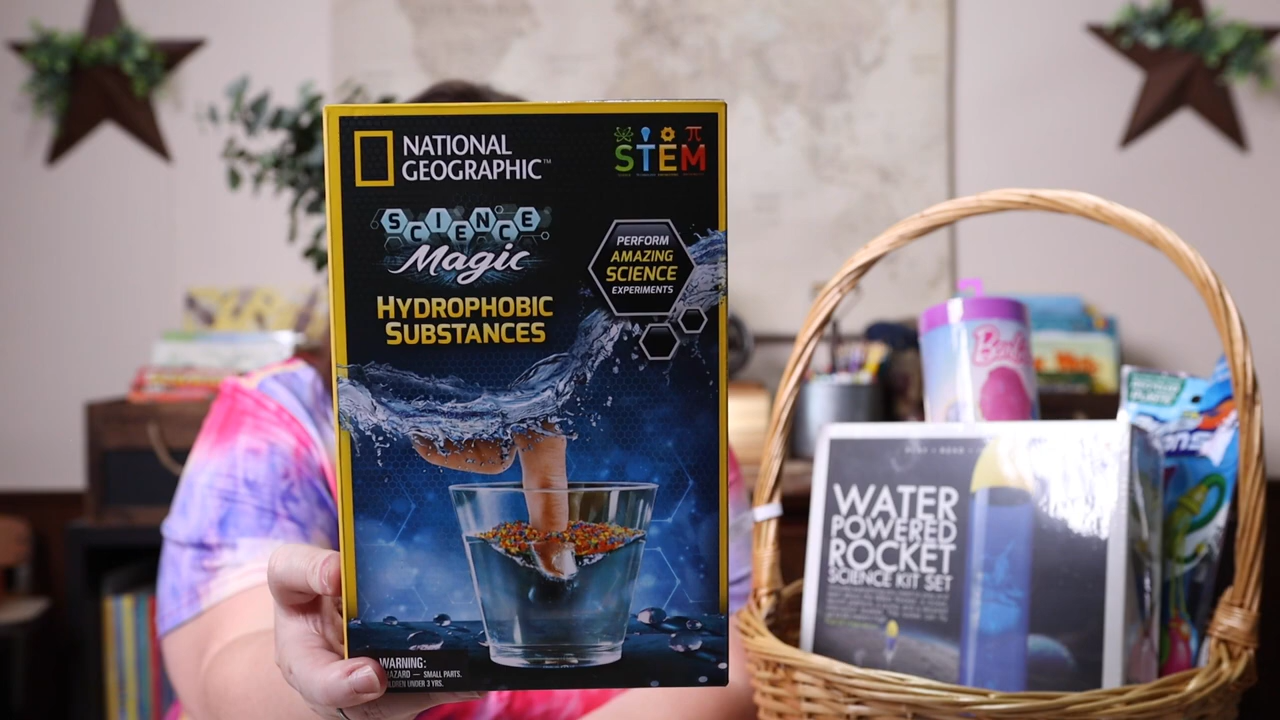 NATIONAL
GEOGRAPHIC™
STEM
SCIENCE
Magic
HYDROPHOBIC
SUBSTANCES
PERFORM
AMAZING
SCIENCE
EXPERIMENTS
WARNING:
HAZARD — SMALL PARTS.
UNDER 3 YRS.
Barbie
WATER
POWERED
ROCKET
SCIENCE KIT SET